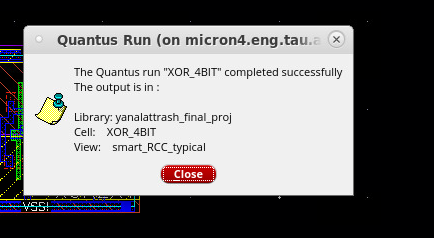 Quantus Run (on micron4.eng.tau.a
The Quantus run "XOR_4BIT" completed successfully
The output is in :
Library: yanalattrash_final_proj
Cell: XOR_4BIT
View: smart_RCC_typical
Close
VSS!